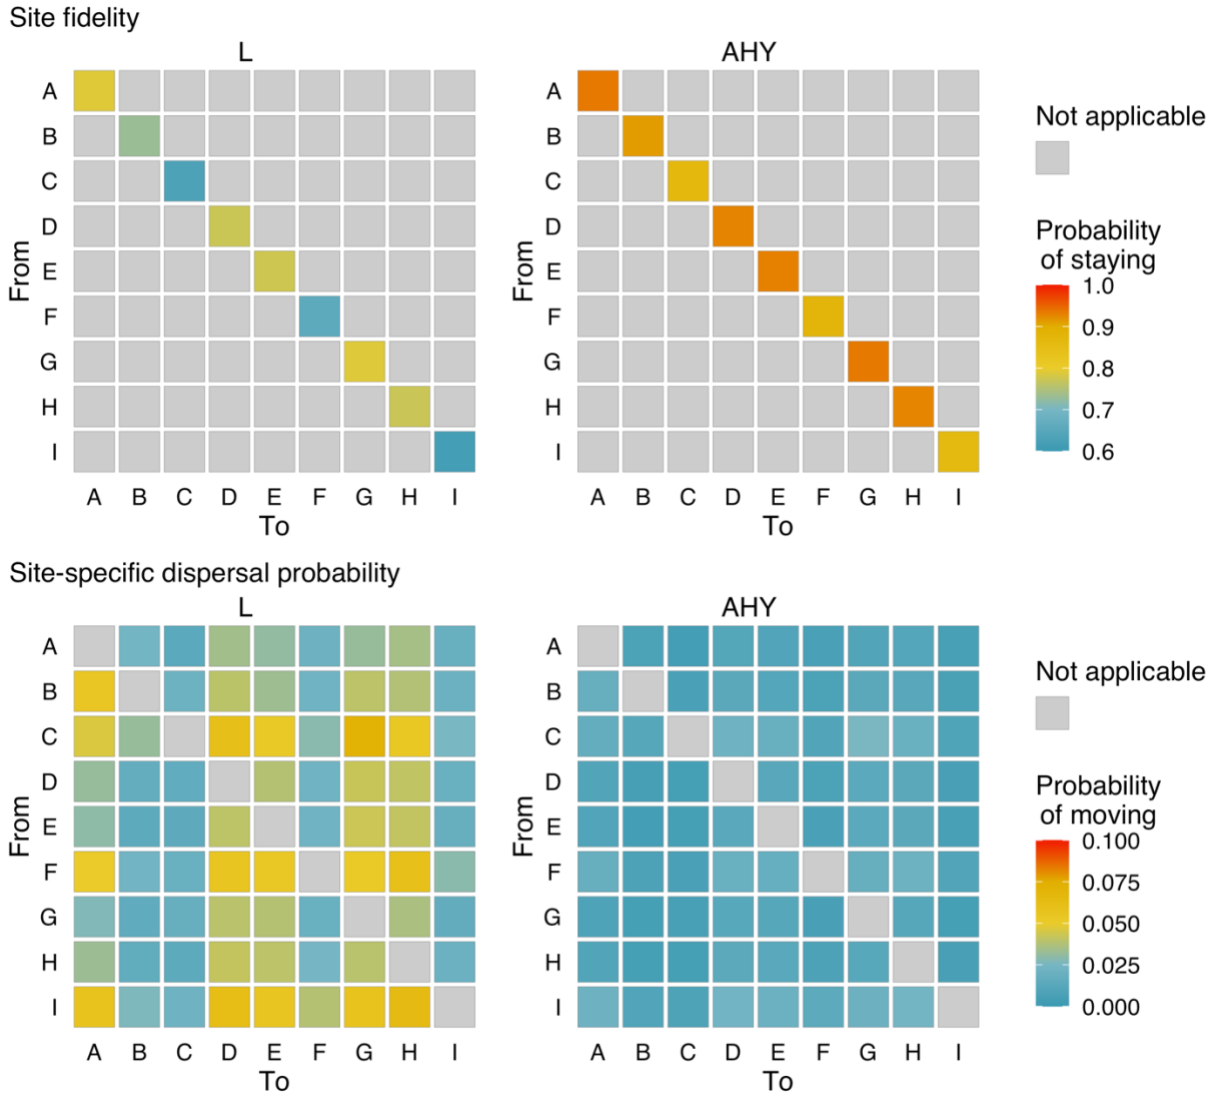 Site fidelity
L
AHY
A
B
C
D
E
F
G
H
I
From
A B C D E F G H I
To
A
B
C
D
E
F
G
H
I
From
A B C D E F G H I
To
Not applicable
Probability
of staying
1.0
0.9
0.8
0.7
0.6
Site-specific dispersal probability
L
AHY
A
B
C
D
E
F
G
H
I
From
A B C D E F G H I
To
A
B
C
D
E
F
G
H
I
From
A B C D E F G H I
To
Not applicable
Probability
of moving
0.100
0.075
0.050
0.025
0.000